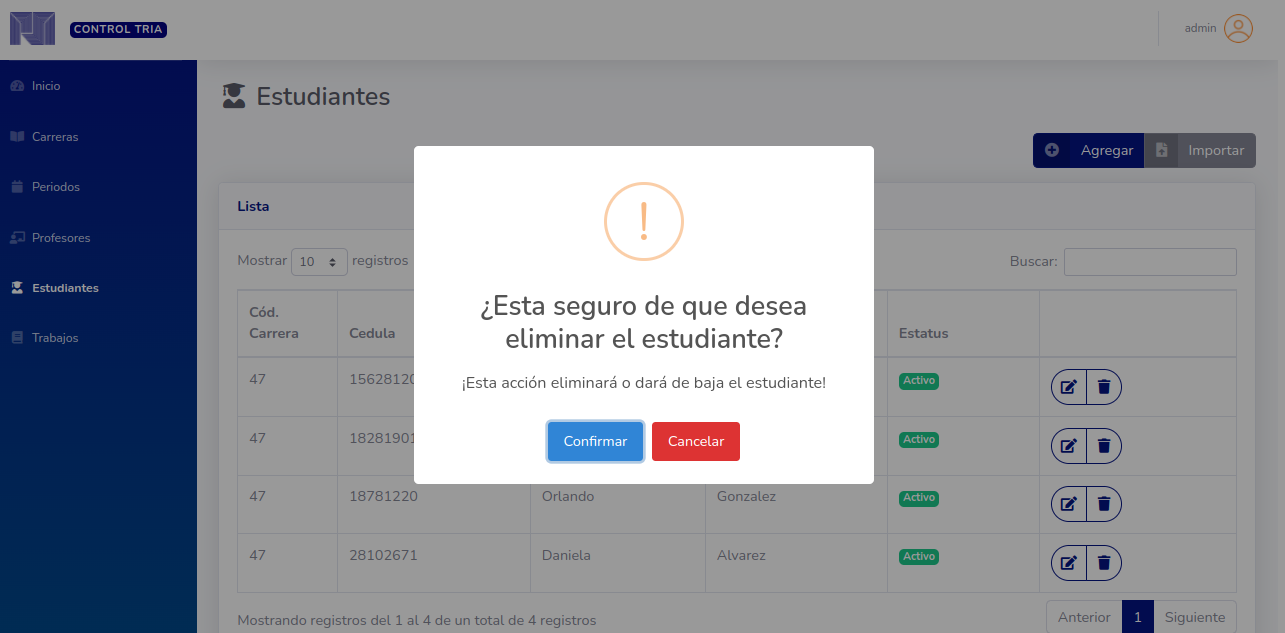 CONTROL TRIA
admin
Inicio
Carreras
Periodos
Profesores
Estudiantes
Trabajos
Estudiantes
Agregar
Importar
Lista
Mostrar 10 registros
Buscar:
¿Esta seguro de que desea
eliminar el estudiante?
¡Esta acción eliminará o dará de baja el estudiante!
Confirmar
Cancelar
Cód.
Carrera Cedula Estatus
47 15628120 Activo
47 18281901 Activo
47 18781220 Orlando Gonzalez Activo
47 28102671 Daniela Alvarez Activo
Mostrando registros del 1 al 4 de un total de 4 registros
Anterior 1 Siguiente